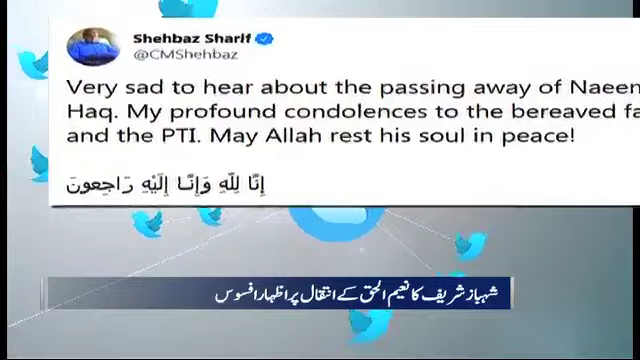 Shehbaz Sharif
@CMShehbaz
Very sad to hear about the passing away of Naeem
Haq. My profound condolences to the bereaved fa
and the PTI. May Allah rest his soul in peace!
إِنَّا لِلَّهِ وَإِنَّا إِلَيْهِ رَاجِعونَ
شہباز شریف کا نعیم الحق کے انتقال پر اظہار افسوس